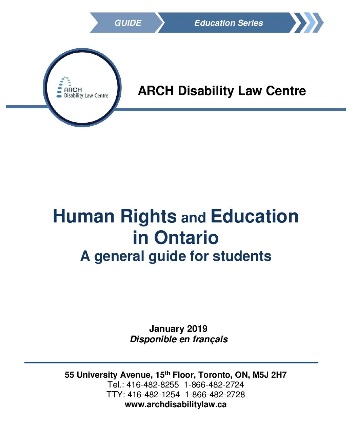 GUIDE
Education Series
ARCH
Disability Law Centre
ARCH Disability Law Centre
Human Rights and Education
in Ontario
A general guide for students
January 2019
Disponible en français
55 University Avenue, 15th Floor, Toronto, ON, M5J 2H7
Tel.: 416-482-8255 1-866-482-2724
TTY: 416-482-1254 1-866-482-2728
www.archdisabilitylaw.ca